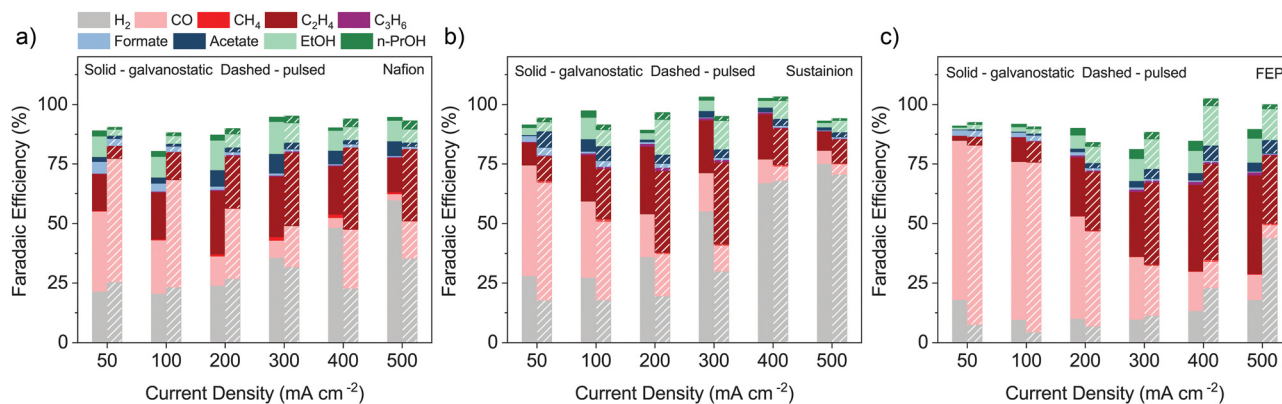 H₂ CO CH₄ C₂H₄ C₃H₆
Formate Acetate EtOH n-PrOH
a)
Solid - galvanostatic Dashed - pulsed Nafion
Faradaic Efficiency (%)
100
75
50
25
0
50 100 200 300 400 500
Current Density (mA cm⁻²)
b)
Solid - galvanostatic Dashed - pulsed Sustainion
Faradaic Efficiency (%)
100
75
50
25
0
50 100 200 300 400 500
Current Density (mA cm⁻²)
c)
Solid - galvanostatic Dashed - pulsed FEP
Faradaic Efficiency (%)
100
75
50
25
0
50 100 200 300 400 500
Current Density (mA cm⁻²)